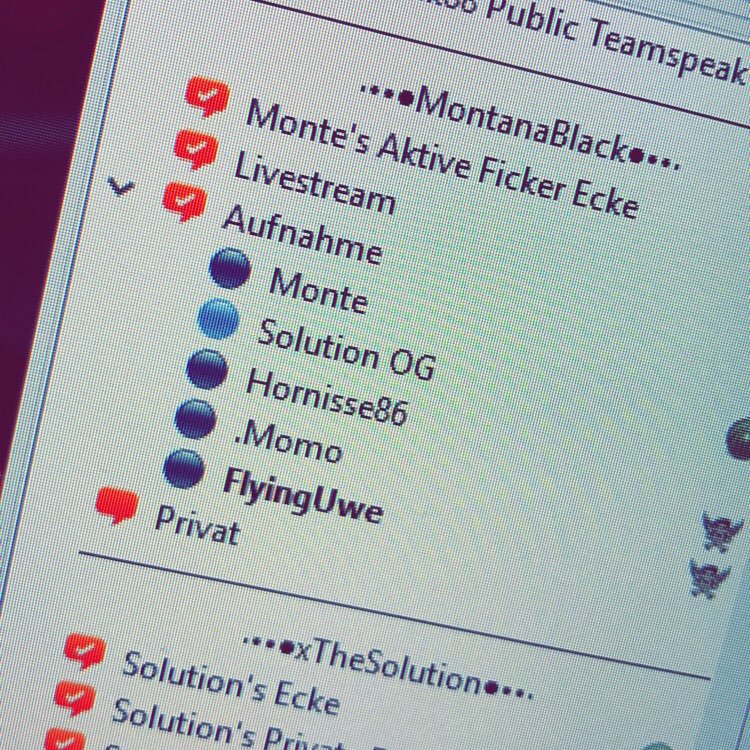 Public Teamspeak
••••●MontanaBlack●•••
Monte's Aktive Ficker Ecke
Livestream
Aufnahme
Monte
Solution OG
Hornisse86
.Momo
FlyingUwe
Privat
••••●xTheSolution●•••
Solution's Ecke
Solution's